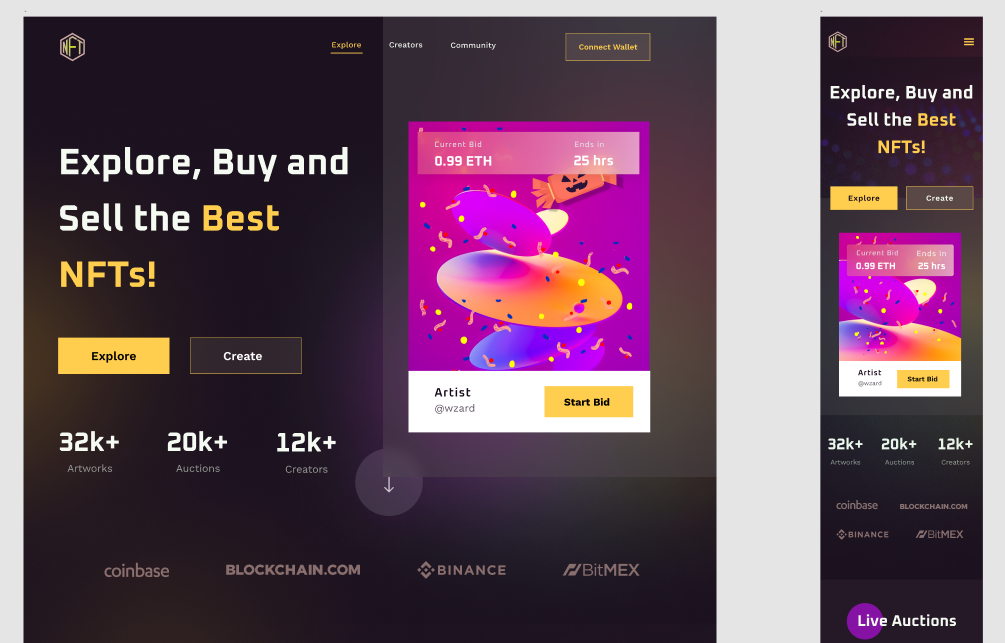 NFT
Explore Creators Community Connect Wallet
Explore, Buy and
Sell the Best
NFTs!
Explore Create
32k+ 20k+ 12k+
Artworks Auctions Creators
Current Bid Ends in
0.99 ETH 25 hrs
Artist
@wzard
Start Bid
coinbase BLOCKCHAIN.COM BINANCE BitMEX
NFT
Explore, Buy and
Sell the Best
NFTs!
Explore Create
Current Bid Ends in
0.99 ETH 25 hrs
Artist
@wzard
Start Bid
32k+ 20k+ 12k+
Artworks Auctions Creators
coinbase BLOCKCHAIN.COM
BINANCE BitMEX
Live Auctions